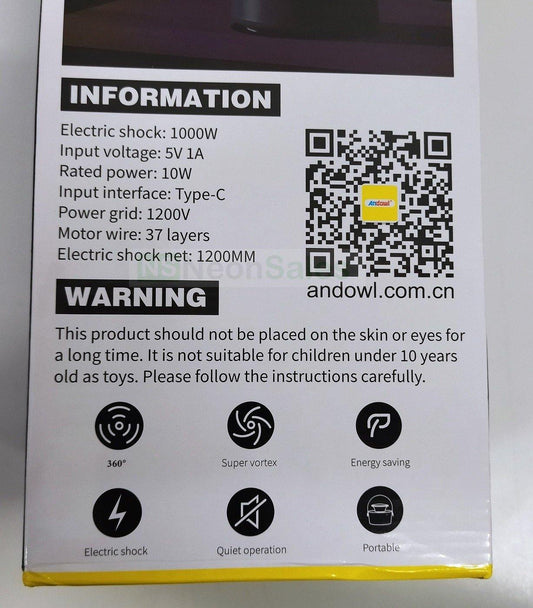 INFORMATION
Electric shock: 1000W
Input voltage: 5V 1A
Rated power: 10W
Input interface: Type-C
Power grid: 1200V
Motor wire: 37 layers
Electric shock net: 1200MM
Andowl
andowl.com.cn
WARNING
This product should not be placed on the skin or eyes for
a long time. It is not suitable for children under 10 years
old as toys. Please follow the instructions carefully.
360°
Super vortex
Energy saving
Electric shock
Quiet operation
Portable